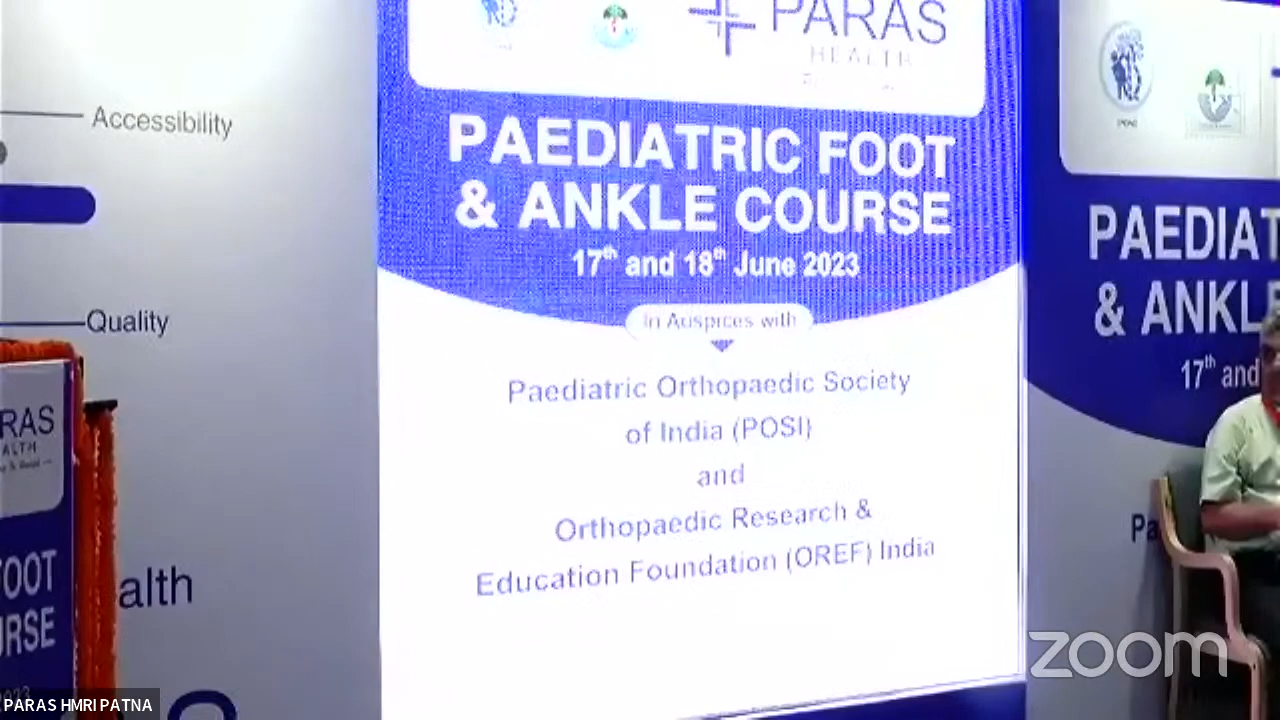 Accessibility
Quality
RAS
ALTH
FOOT
URSE
2023
alth
PARAS HMRI PATNA
PARAS
HEALTH
PAEDIATRIC FOOT
& ANKLE COURSE
17th and 18th June 2023
In Auspices with
Paediatric Orthopaedic Society
of India (POSI)
and
Orthopaedic Research &
Education Foundation (OREF) India
PAEDIAT
& ANKL
17th and
Pa
zoom